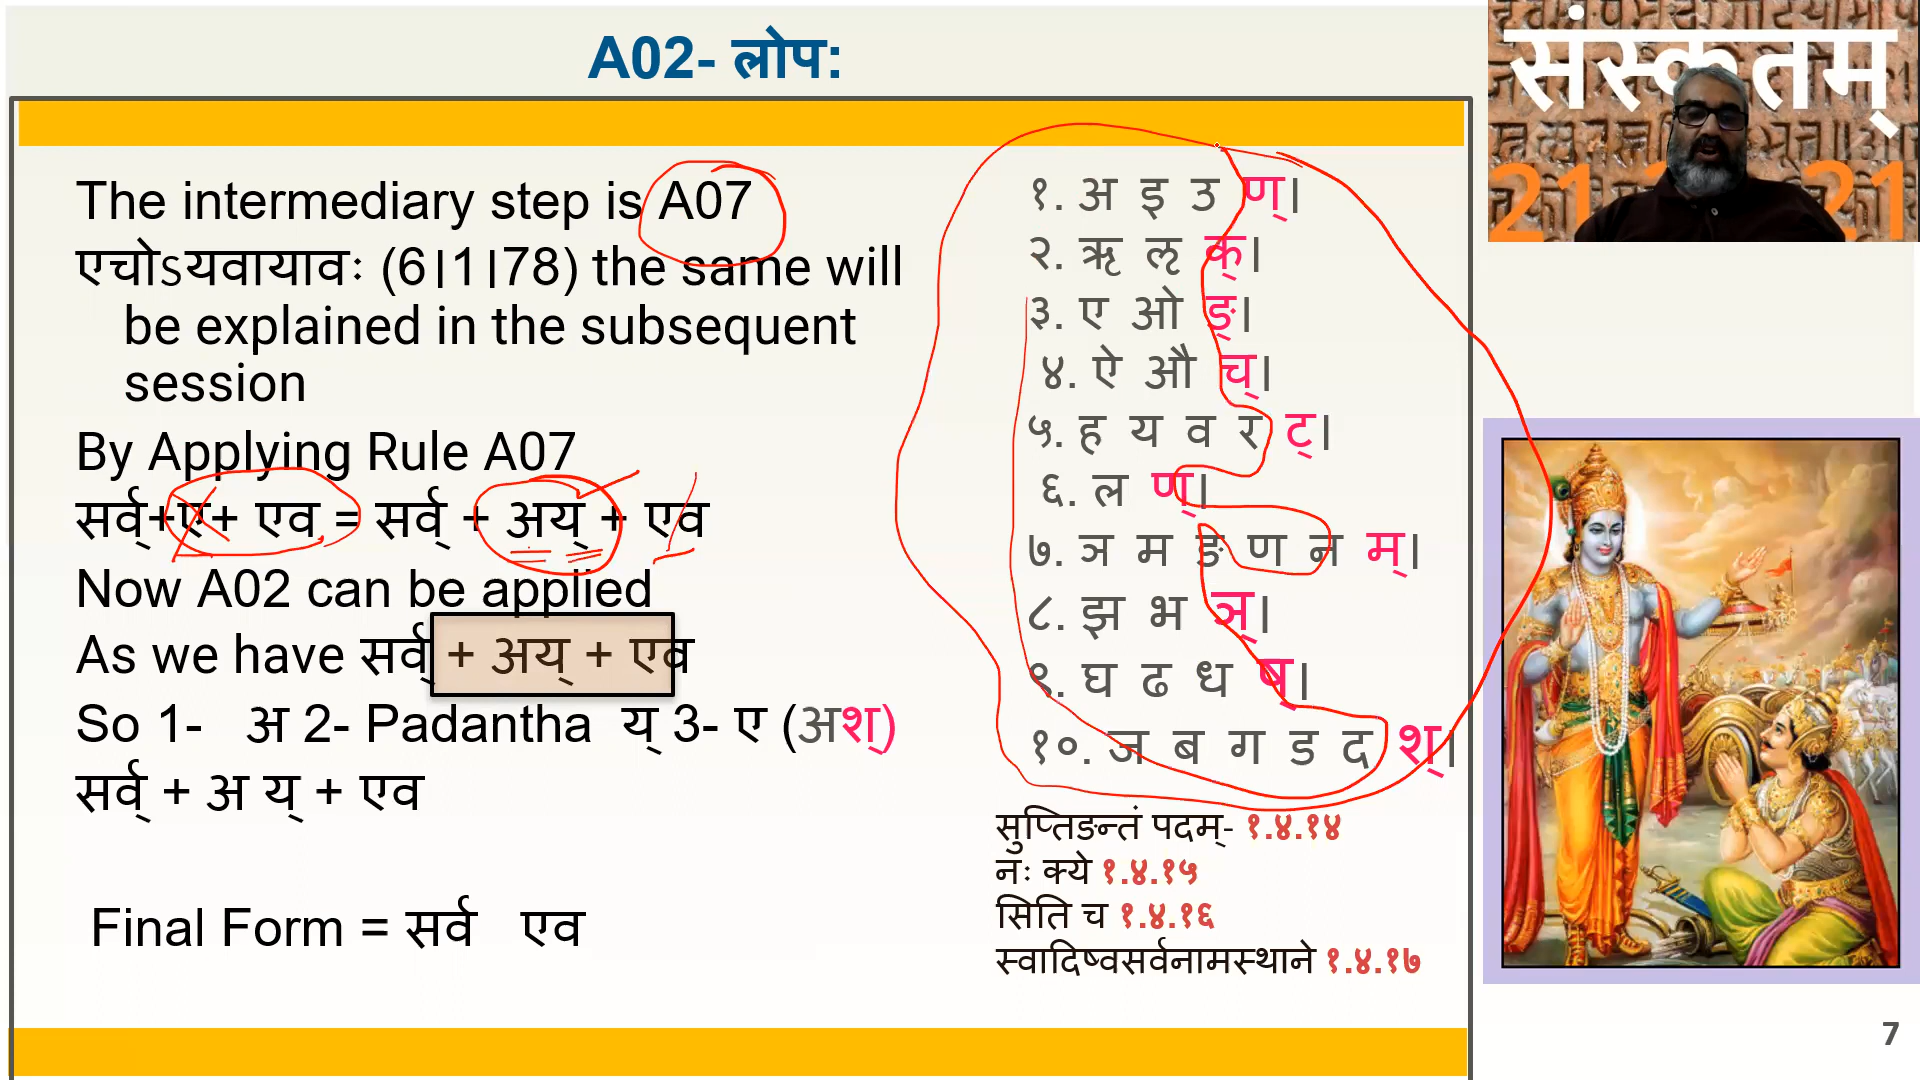 A02- लोप:
The intermediary step is A07
एचोऽयवायावः (6।1।78) the same will
be explained in the subsequent
session
By Applying Rule A07
सर्व्+ए+ एव = सर्व् + अय् + एव
Now A02 can be applied
As we have सर्व् + अय् + एव
So 1- अ 2- Padantha य् 3- ए (अश्)
सर्व् + अ य् + एव
Final Form = सर्व एव
१. अ इ उ ण्।
२. ऋ ऌ क्।
३. ए ओ ङ्।
४. ऐ औ च्।
५. ह य व र ट्।
६. ल ण्।
७. ञ म ङ ण न म्।
८. झ भ ञ्।
९. घ ढ ध ष्।
१०. ज ब ग ड द श्।
सुप्तिङन्तं पदम्- १.४.१४
नः क्ये १.४.१५
सिति च १.४.१६
स्वादिष्वसर्वनामस्थाने १.४.१७
संस्कृतम्
7